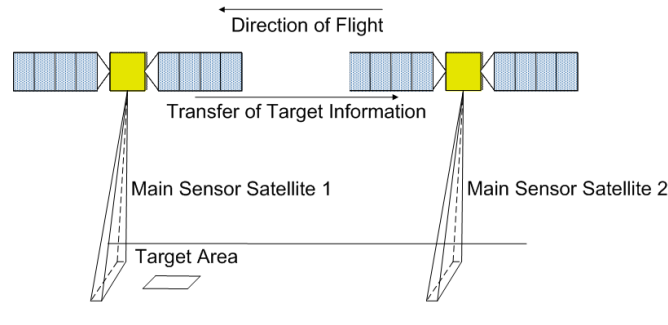 Direction of Flight
Transfer of Target Information
Main Sensor Satellite 1
Main Sensor Satellite 2
Target Area